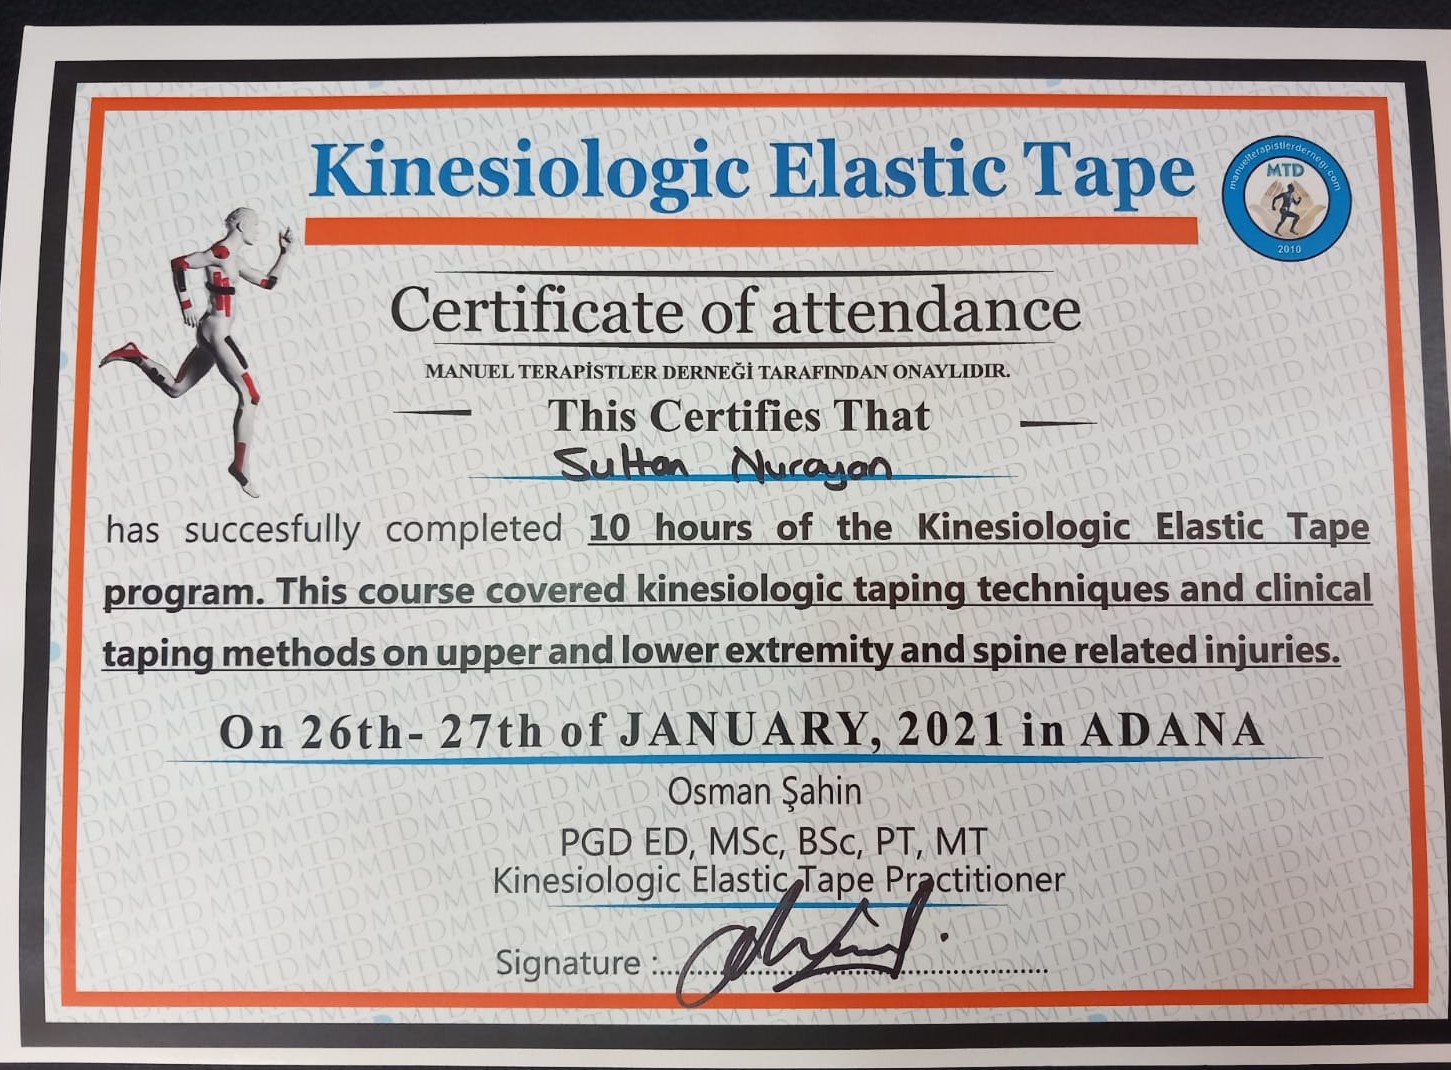 Kinesiologic Elastic Tape
manuelterapistlerdernegi.com
MTD
2010
Certificate of attendance
MANUEL TERAPİSTLER DERNEĞİ TARAFINDAN ONAYLIDIR.
This Certifies That
Sultan Nurayan
has succesfully completed 10 hours of the Kinesiologic Elastic Tape
program. This course covered kinesiologic taping techniques and clinical
taping methods on upper and lower extremity and spine related injuries.
On 26th- 27th of JANUARY, 2021 in ADANA
Osman Şahin
PGD ED, MSc, BSc, PT, MT
Kinesiologic Elastic Tape Practitioner
Signature :